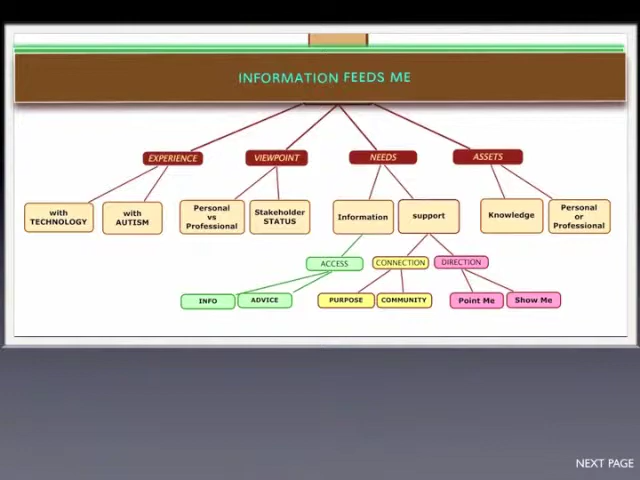 INFORMATION FEEDS ME
EXPERIENCE
VIEWPOINT
NEEDS
ASSETS
with
TECHNOLOGY
with
AUTISM
Personal
vs
Professional
Stakeholder
STATUS
Information
support
Knowledge
Personal
or
Professional
ACCESS
CONNECTION
DIRECTION
INFO
ADVICE
PURPOSE
COMMUNITY
Point Me
Show Me
NEXT PAGE